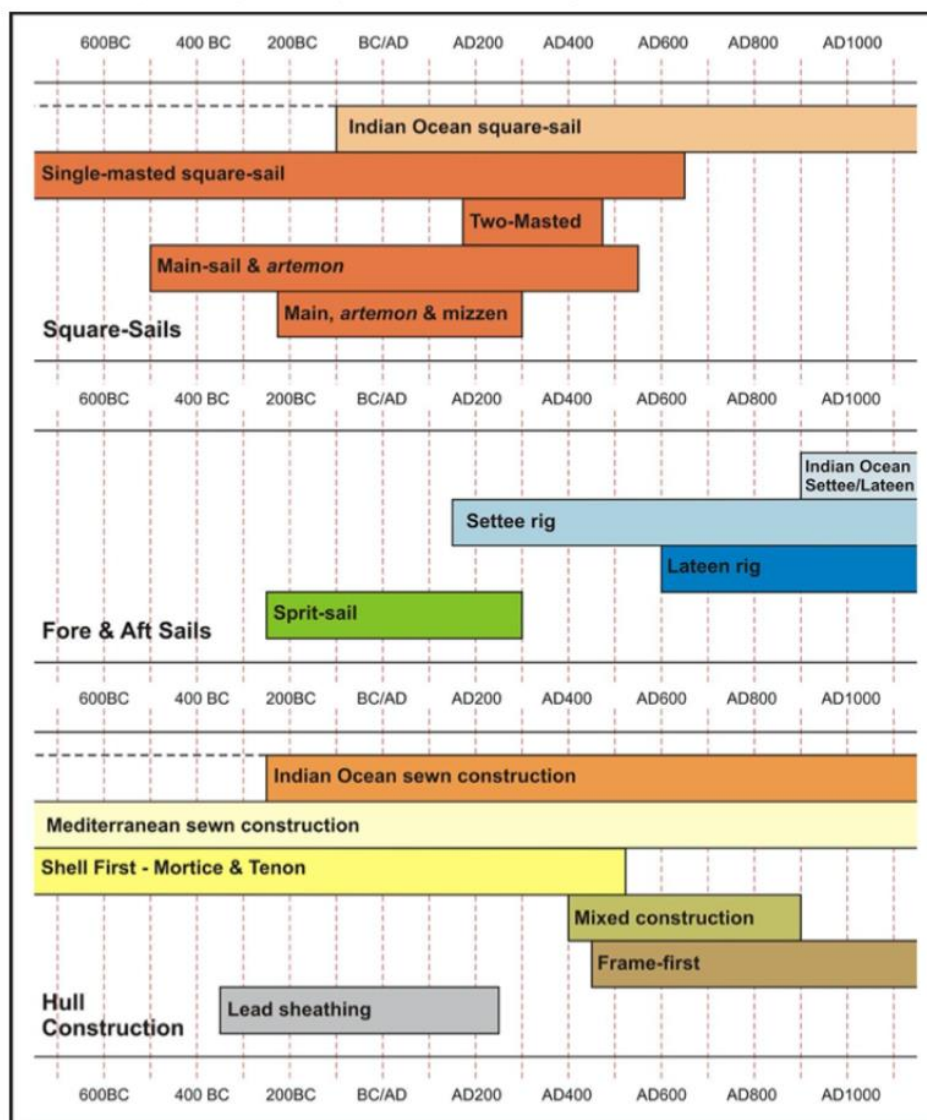 600BC 400 BC 200BC BC/AD AD200 AD400 AD600 AD800 AD1000
Indian Ocean square-sail
Single-masted square-sail
Two-Masted
Main-sail & artemon
Main, artemon & mizzen
Square-Sails
600BC 400 BC 200BC BC/AD AD200 AD400 AD600 AD800 AD1000
Indian Ocean
Settee/Lateen
Settee rig
Lateen rig
Sprit-sail
Fore & Aft Sails
600BC 400 BC 200BC BC/AD AD200 AD400 AD600 AD800 AD1000
Indian Ocean sewn construction
Mediterranean sewn construction
Shell First - Mortice & Tenon
Mixed construction
Frame-first
Lead sheathing
Hull
Construction
600BC 400 BC 200BC BC/AD AD200 AD400 AD600 AD800 AD1000